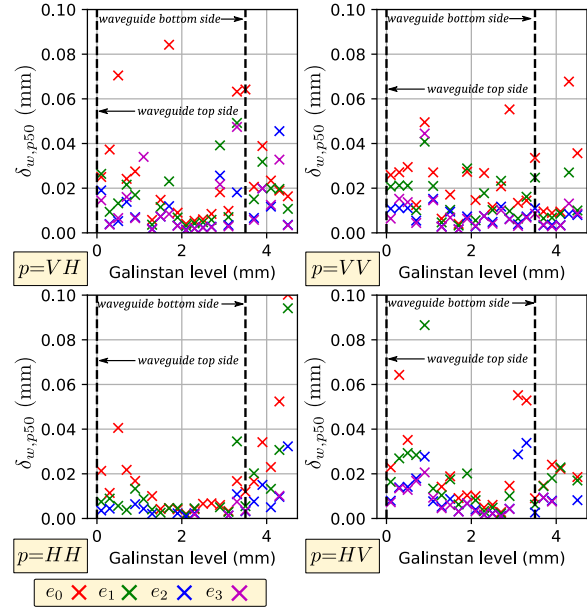 0.10
0.08
0.06
0.04
0.02
0.00
δw,p50 (mm)
waveguide bottom side
waveguide top side
0 2 4
Galinstan level (mm)
p=VH
0.10
0.08
0.06
0.04
0.02
0.00
δw,p50 (mm)
waveguide bottom side
waveguide top side
0 2 4
Galinstan level (mm)
p=VV
0.10
0.08
0.06
0.04
0.02
0.00
δw,p50 (mm)
waveguide bottom side
waveguide top side
0 2 4
Galinstan level (mm)
p=HH
0.10
0.08
0.06
0.04
0.02
0.00
δw,p50 (mm)
waveguide bottom side
waveguide top side
0 2 4
Galinstan level (mm)
p=HV
e0 e1 e2 e3